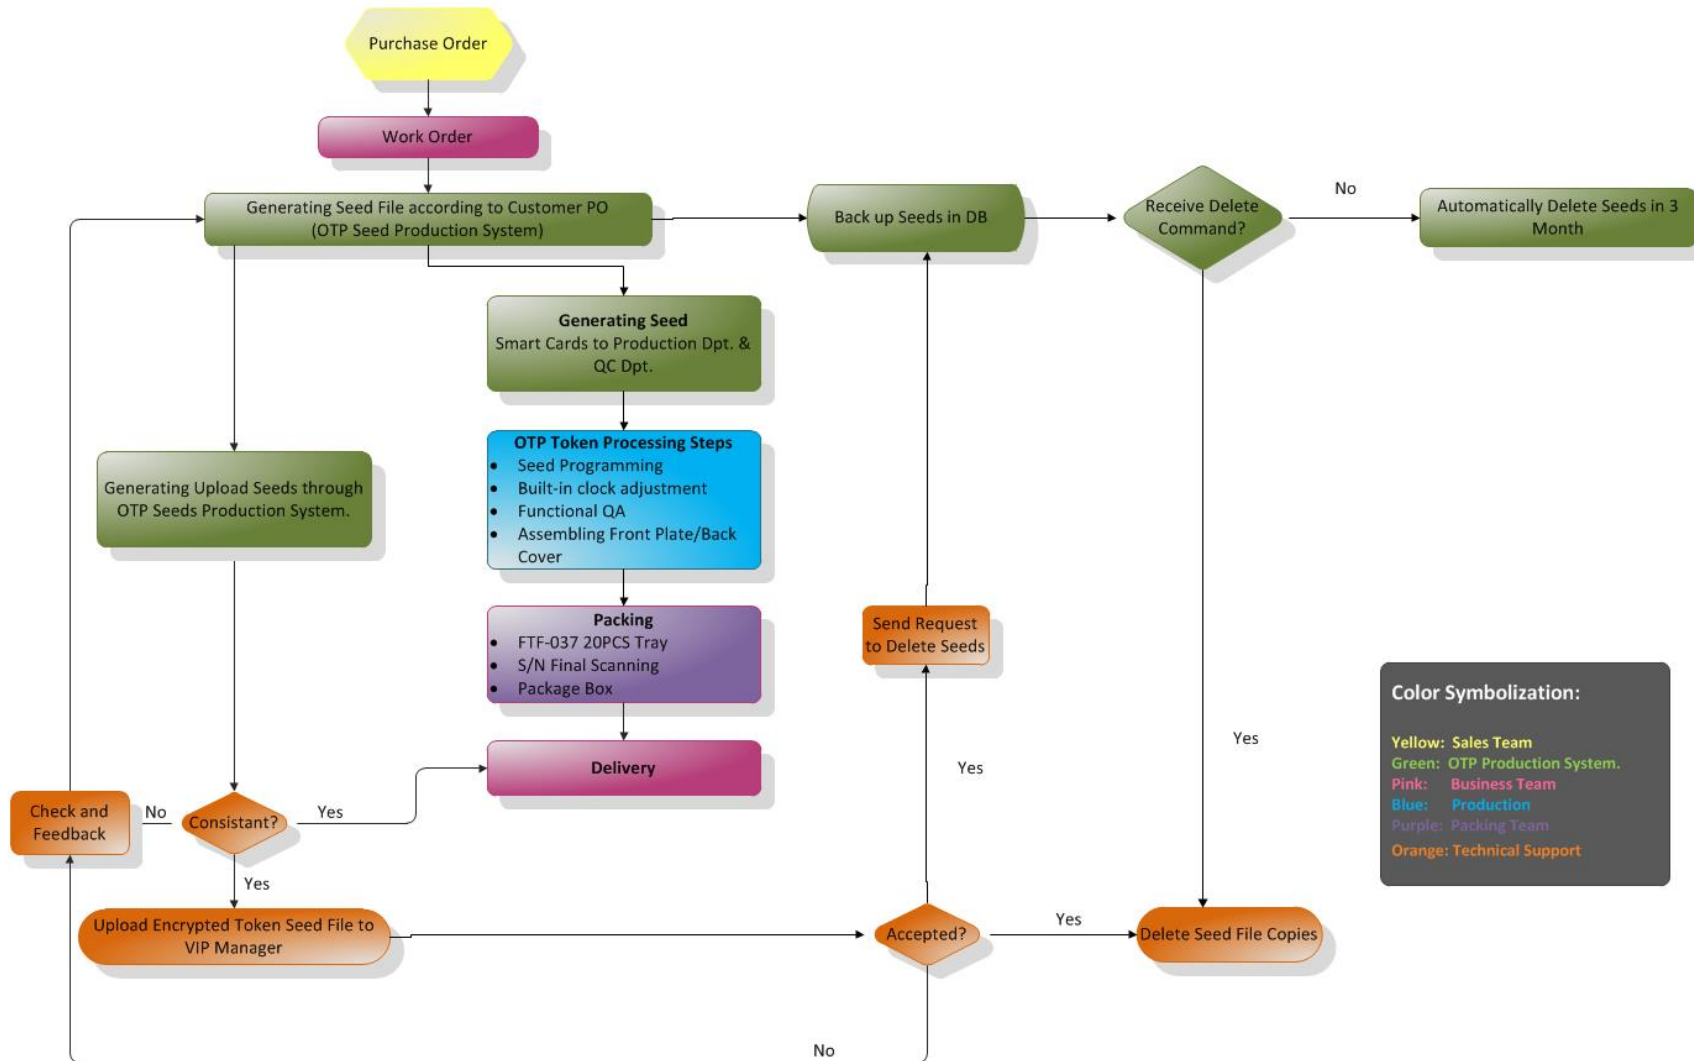 Purchase Order
Work Order
Generating Seed File according to Customer PO
(OTP Seed Production System)
Back up Seeds in DB
Receive Delete
Command?
No
Automatically Delete Seeds in 3
Month
Generating Seed
Smart Cards to Production Dpt. &
QC Dpt.
Generating Upload Seeds through
OTP Seeds Production System.
OTP Token Processing Steps
• Seed Programming
• Built-in clock adjustment
• Functional QA
• Assembling Front Plate/Back
Cover
Packing
• FTF-037 20PCS Tray
• S/N Final Scanning
• Package Box
Send Request
to Delete Seeds
Yes
Yes
Delivery
Check and
Feedback
No
Consistant?
Yes
Yes
Upload Encrypted Token Seed File to
VIP Manager
Accepted?
Yes
Delete Seed File Copies
No
Color Symbolization:
Yellow: Sales Team
Green: OTP Production System.
Pink: Business Team
Blue: Production
Purple: Packing Team
Orange: Technical Support